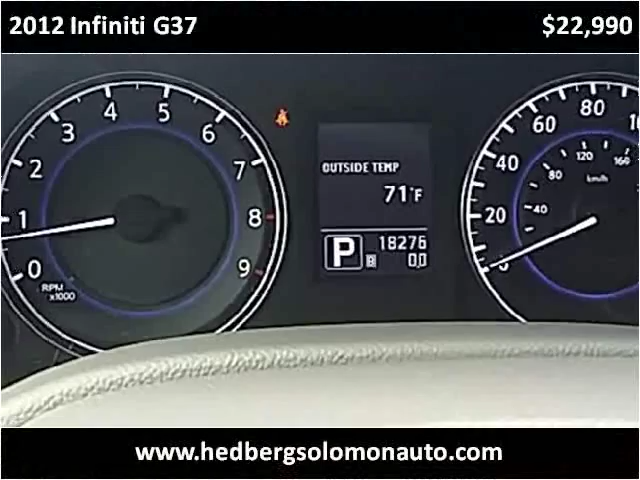 2012 Infiniti G37 $22,990
4 5
3 6
2 7
1 8
0 9
RPM
x1000
OUTSIDE TEMP
71°F
P 18276
B 0.0
80
60
40
20
0
120
80 160
40
km/h
www.hedbergsolomonauto.com